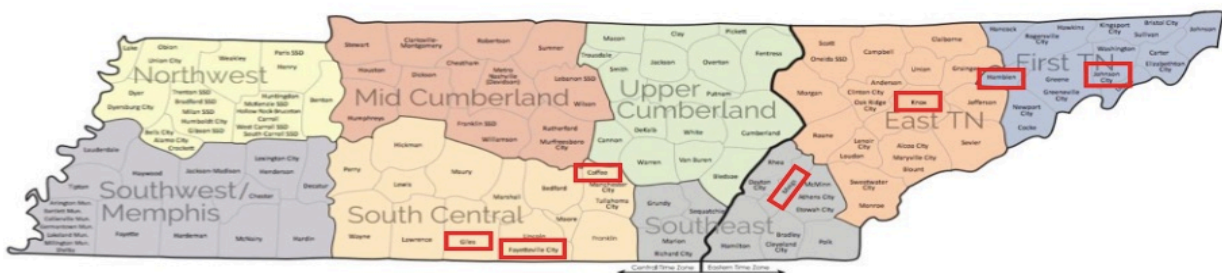 Lake
Obion
Union City
Weakley
Paris SSD
Henry
Northwest
Dyer
Dyersburg City
Trenton SSD
Bradford SSD
Milan SSD
Humboldt City
Gibson SSD
Huntington
McKenzie SSD
Hollow Rock Bruceton
Carroll
West Carroll SSD
South Carroll SSD
Benton
Bells City
Alamo City
Crockett
Stewart
Clarksville-
Montgomery
Robertson
Sumner
Houston
Dickson
Cheatham
Metro
Nashville
(Davidson)
Lebanon SSD
Wilson
Mid Cumberland
Humphreys
Franklin SSD
Williamson
Rutherford
Murfreesboro
City
Macon
Clay
Pickett
Trousdale
Smith
Jackson
Overton
Fentress
Putnam
Upper
Cumberland
Cannon
DeKalb
White
Cumberland
Warren
Van Buren
Bledsoe
Scott
Oneida SSD
Campbell
Claiborne
Union
Grainger
Anderson
Morgan
Clinton City
Oak Ridge
City
Knox
Jefferson
East TN
Roane
Lenoir
City
Loudon
Alcoa City
Maryville City
Blount
Sevier
Sweetwater
City
Monroe
Hancock
Hawkins
Rogersville
City
Kingsport
City
Bristol City
Sullivan
Johnson
First TN
Washington
Carter
Elizabethton
City
Johnson
City
Hamblen
Greene
Greeneville
City
Newport
City
Cocke
Lauderdale
Haywood
Jackson-Madison
Lexington City
Henderson
Decatur
Tipton
Chester
Southwest/
Memphis
Arlington Mun.
Bartlett Mun.
Collierville Mun.
Germantown Mun.
Lakeland Mun.
Millington Mun.
Shelby
Fayette
Hardeman
McNairy
Hardin
Perry
Hickman
Lewis
Maury
Marshall
Bedford
Coffee
Manchester
City
Tullahoma
City
South Central
Moore
Wayne
Lawrence
Giles
Lincoln
Fayetteville City
Franklin
Grundy
Sequatchie
Southeast
Marion
Richard City
Rhea
Dayton
City
Meigs
McMinn
Athens City
Etowah City
Hamilton
Bradley
Cleveland
City
Polk
Central Time Zone
Eastern Time Zone